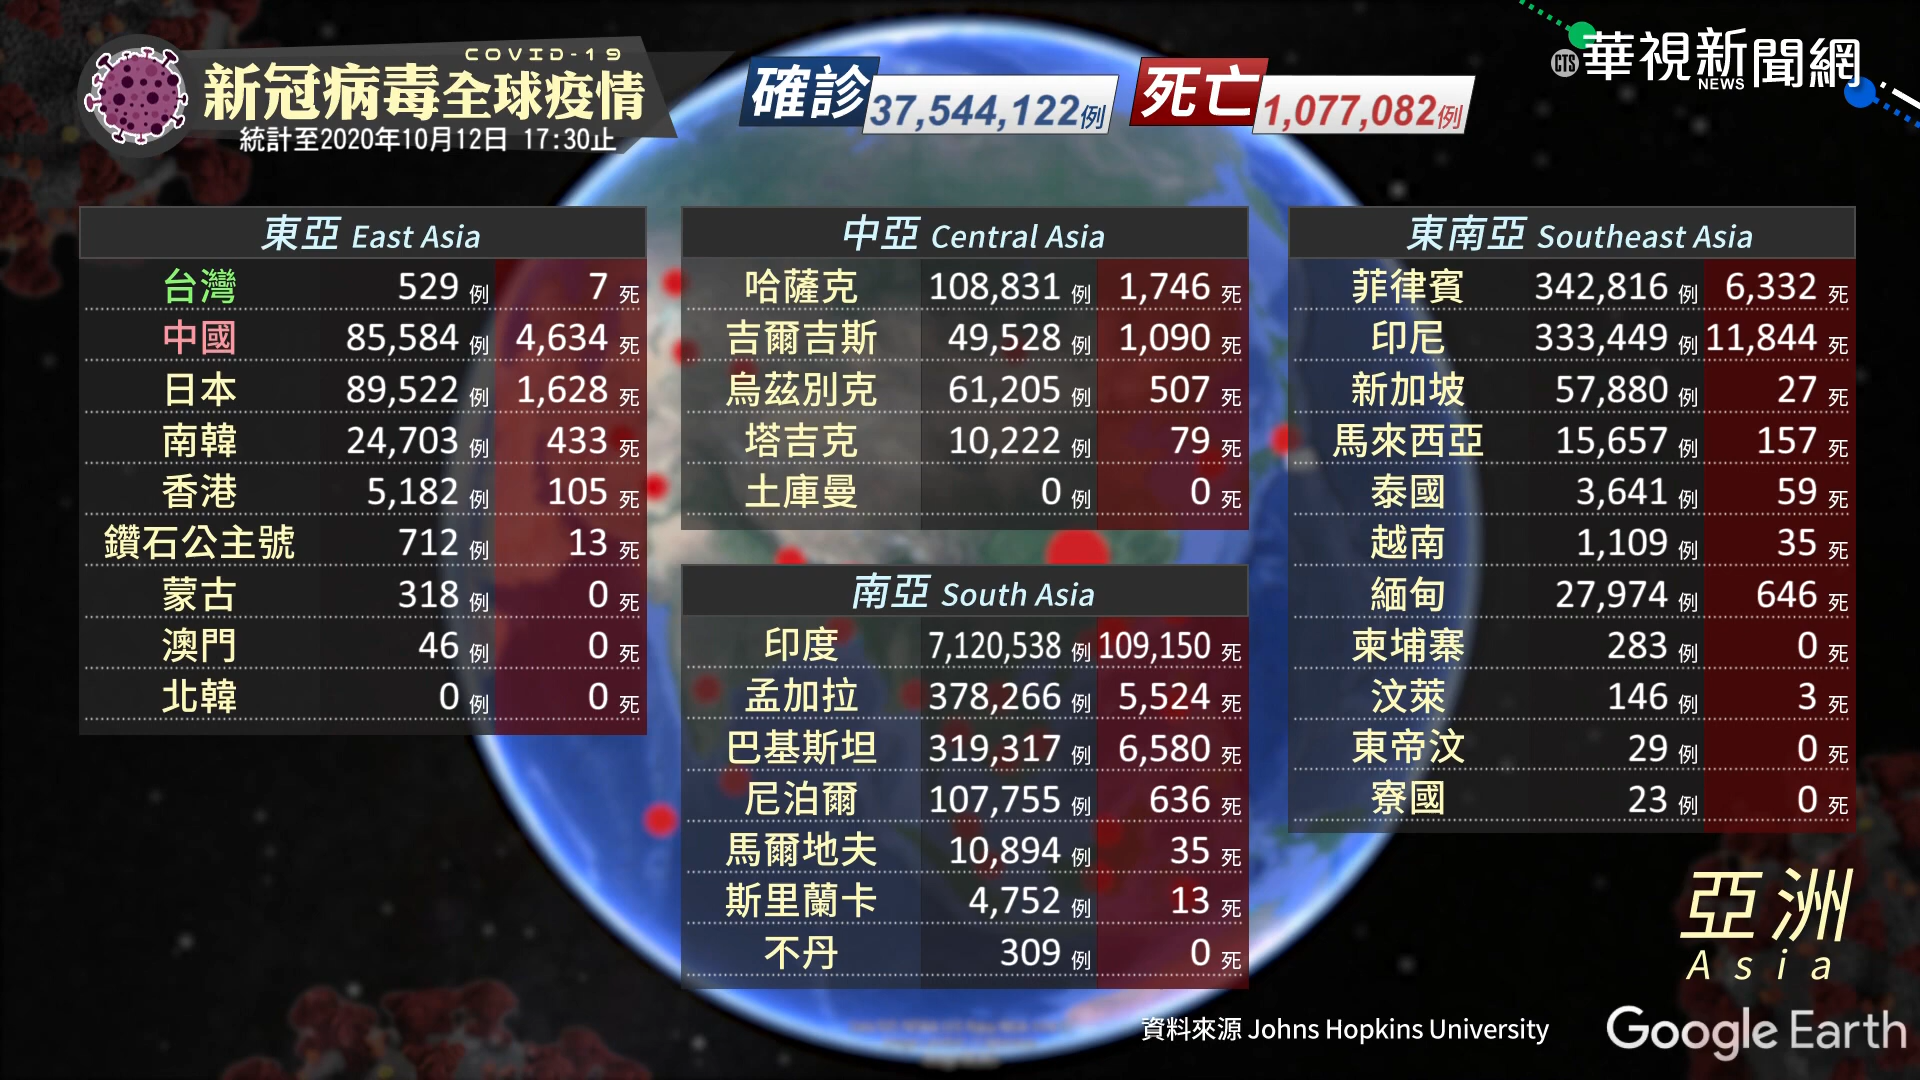 COVID-19
新冠病毒全球疫情
統計至2020年10月12日 17:30止
確診 37,544,122例
死亡 1,077,082例
CTS 華視新聞網
NEWS
東亞 East Asia
台灣 529 例 7 死
中國 85,584 例 4,634 死
日本 89,522 例 1,628 死
南韓 24,703 例 433 死
香港 5,182 例 105 死
鑽石公主號 712 例 13 死
蒙古 318 例 0 死
澳門 46 例 0 死
北韓 0 例 0 死
中亞 Central Asia
哈薩克 108,831 例 1,746 死
吉爾吉斯 49,528 例 1,090 死
烏茲別克 61,205 例 507 死
塔吉克 10,222 例 79 死
土庫曼 0 例 0 死
南亞 South Asia
印度 7,120,538 例 109,150 死
孟加拉 378,266 例 5,524 死
巴基斯坦 319,317 例 6,580 死
尼泊爾 107,755 例 636 死
馬爾地夫 10,894 例 35 死
斯里蘭卡 4,752 例 13 死
不丹 309 例 0 死
東南亞 Southeast Asia
菲律賓 342,816 例 6,332 死
印尼 333,449 例 11,844 死
新加坡 57,880 例 27 死
馬來西亞 15,657 例 157 死
泰國 3,641 例 59 死
越南 1,109 例 35 死
緬甸 27,974 例 646 死
柬埔寨 283 例 0 死
汶萊 146 例 3 死
東帝汶 29 例 0 死
寮國 23 例 0 死
亞洲
Asia
資料來源 Johns Hopkins University
Google Earth